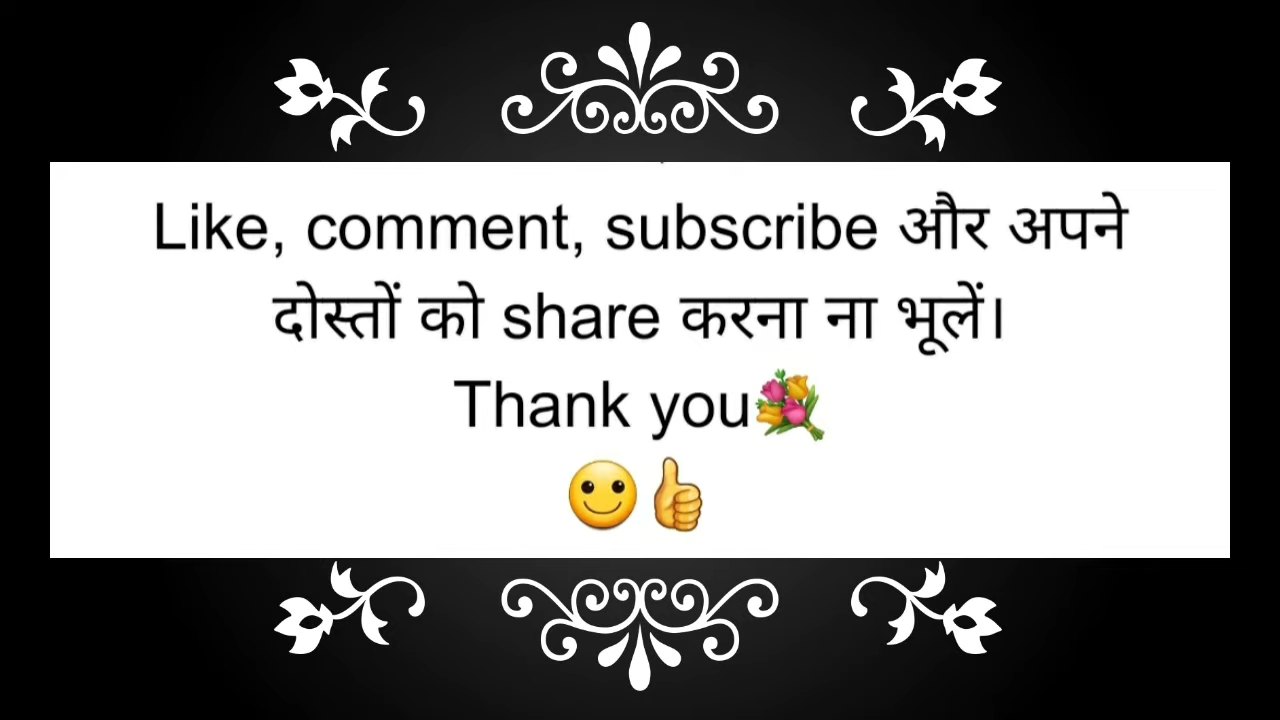 Like, comment, subscribe और अपने
दोस्तों को share करना ना भूलें।
Thank you💐
🙂👍